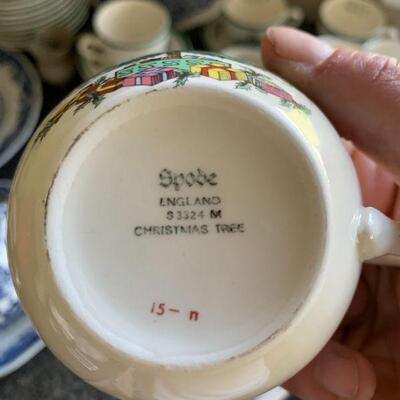 Spode
ENGLAND
S3324 M
CHRISTMAS TREE
15-n